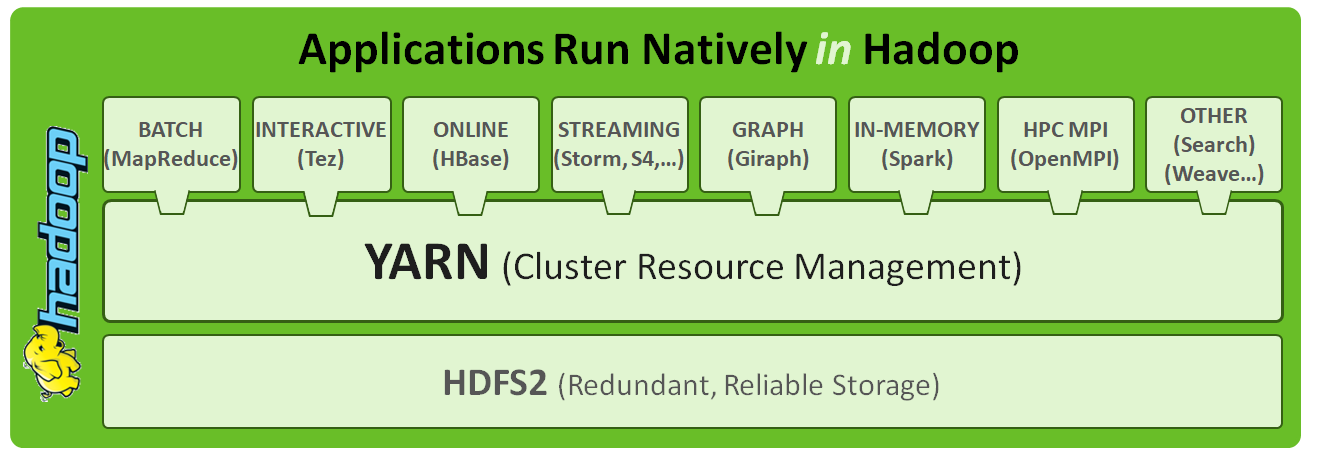 Applications Run Natively in Hadoop
hadoop
BATCH
(MapReduce)
INTERACTIVE
(Tez)
ONLINE
(HBase)
STREAMING
(Storm, S4,...)
GRAPH
(Giraph)
IN-MEMORY
(Spark)
HPC MPI
(OpenMPI)
OTHER
(Search)
(Weave...)
YARN (Cluster Resource Management)
HDFS2 (Redundant, Reliable Storage)